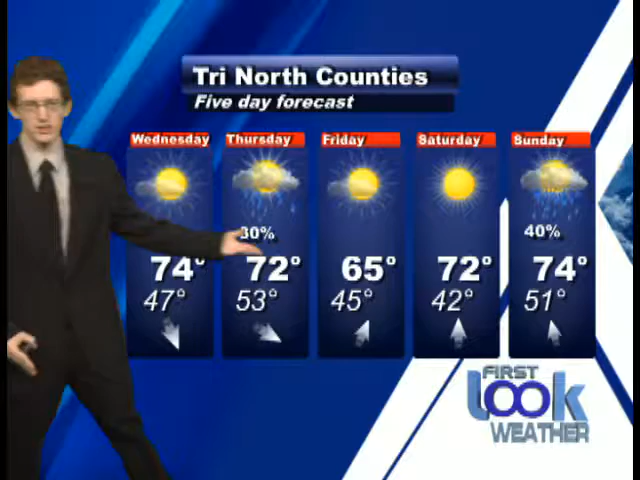 Tri North Counties
Five day forecast
Wednesday Thursday Friday Saturday Sunday
30% 40%
74° 72° 65° 72° 74°
47° 53° 45° 42° 51°
FIRST
LOOK
WEATHER